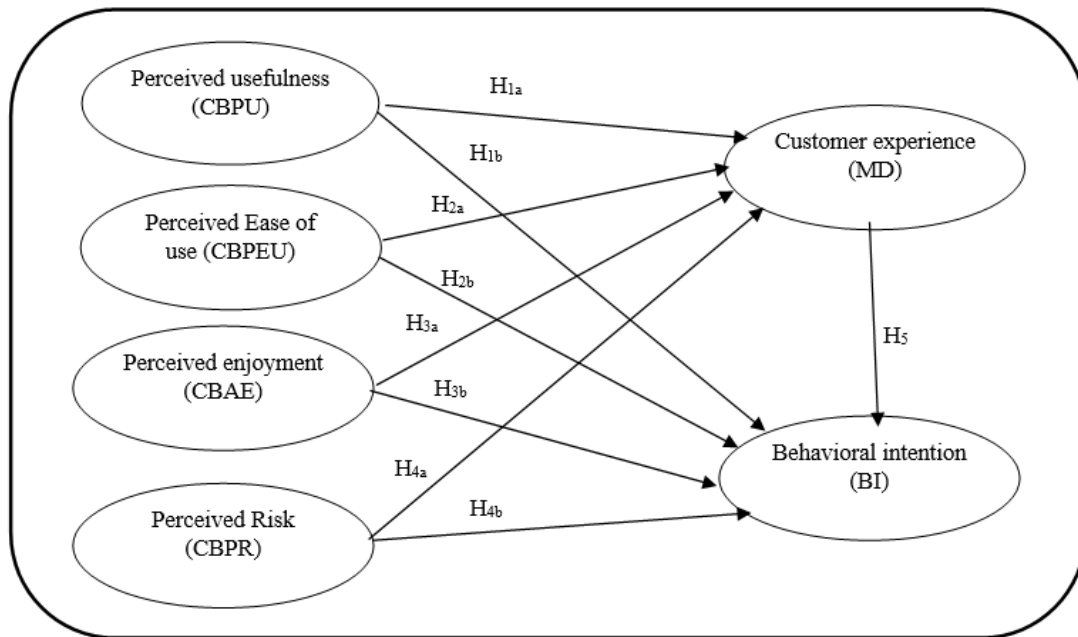 Perceived usefulness
(CBPU)
H1a
H1b
Customer experience
(MD)
Perceived Ease of
use (CBPEU)
H2a
H2b
Perceived enjoyment
(CBAE)
H3a
H3b
H5
Perceived Risk
(CBPR)
H4a
H4b
Behavioral intention
(BI)